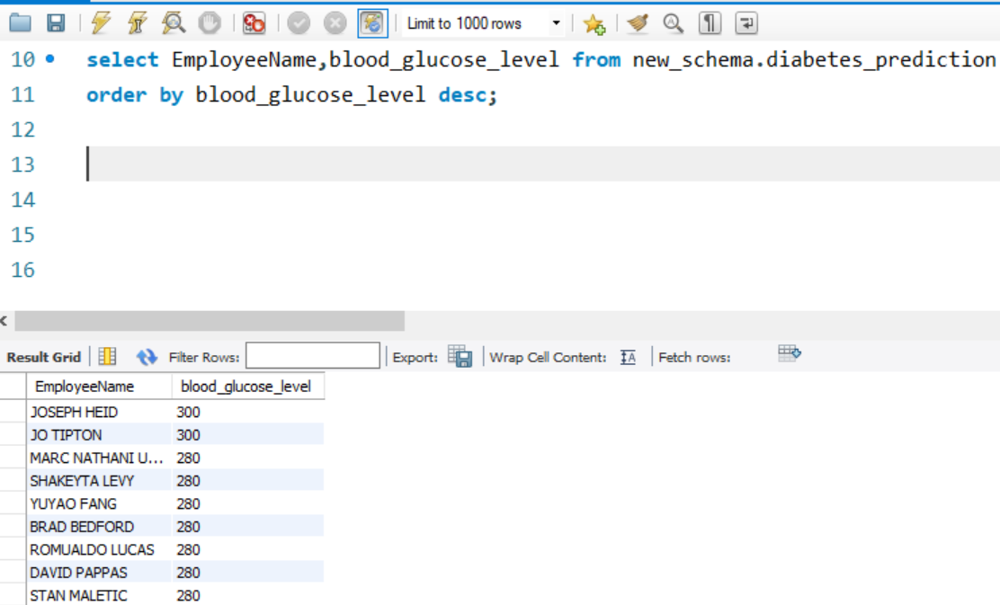 Limit to 1000 rows
10 select EmployeeName,blood_glucose_level from new_schema.diabetes_prediction
11 order by blood_glucose_level desc;
12
13
14
15
16
Result Grid Filter Rows: Export: Wrap Cell Content: Fetch rows:
EmployeeName blood_glucose_level
JOSEPH HEID 300
JO TIPTON 300
MARC NATHANI U... 280
SHAKEYTA LEVY 280
YUYAO FANG 280
BRAD BEDFORD 280
ROMUALDO LUCAS 280
DAVID PAPPAS 280
STAN MALETIC 280